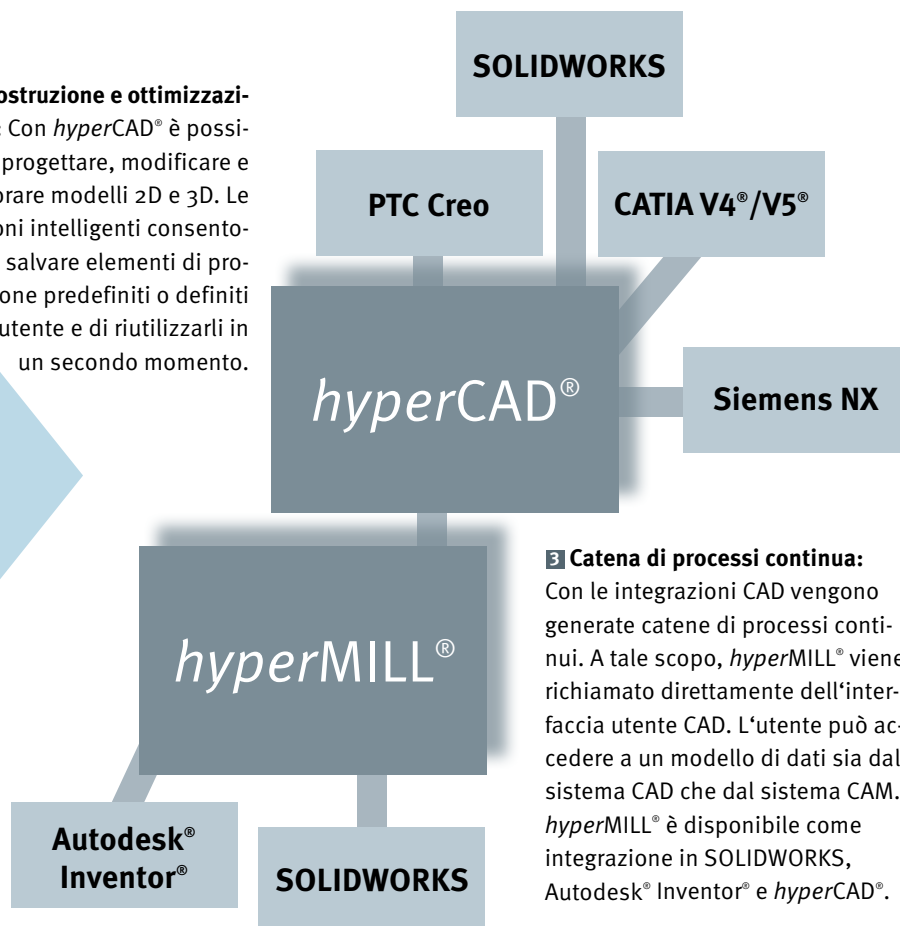 SOLIDWORKS
ostruzione e ottimizzazi-
: Con hyperCAD® è possi-
progettare, modificare e
orare modelli 2D e 3D. Le
oni intelligenti consento-
salvare elementi di pro-
one predefiniti o definiti
utente e di riutilizzarli in
un secondo momento.
PTC Creo
CATIA V4®/V5®
hyperCAD®
Siemens NX
hyperMILL®
3 Catena di processi continua:
Con le integrazioni CAD vengono
generate catene di processi conti-
nui. A tale scopo, hyperMILL® viene
richiamato direttamente dell‘inter-
faccia utente CAD. L‘utente può ac-
cedere a un modello di dati sia dal
sistema CAD che dal sistema CAM.
hyperMILL® è disponibile come
integrazione in SOLIDWORKS,
Autodesk® Inventor® e hyperCAD®.
Autodesk®
Inventor®
SOLIDWORKS